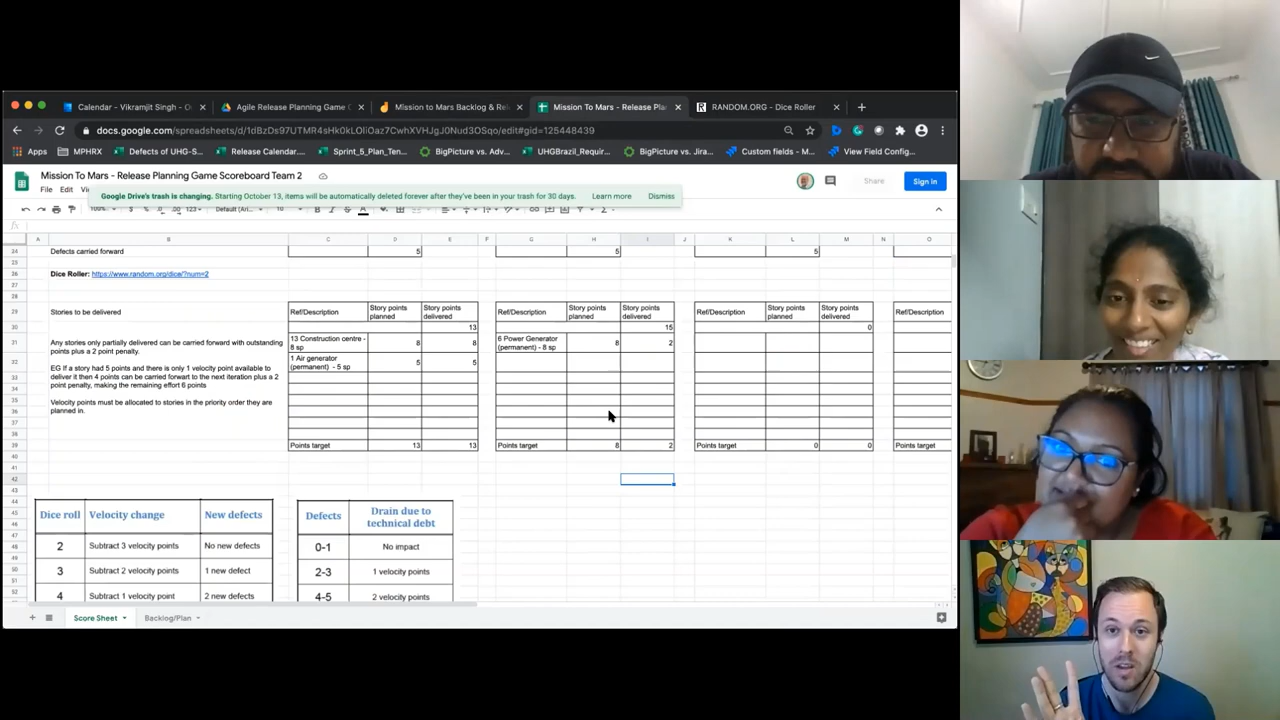 Calendar - Vikramjit Singh - O
Agile Release Planning Game
Mission to Mars Backlog & Re
Mission To Mars - Release Pla
RANDOM.ORG - Dice Roller
Apps
MPHRX
Defects of UHG-S...
Release Calendar....
Sprint_5_Plan_Ten...
BigPicture vs. Adv...
UHGBrazil_Requir...
BigPicture vs. Jira...
Custom fields - M...
View Field Config...
Mission To Mars - Release Planning Game Scoreboard Team 2
Share
Sign in
File Edit
Google Drive's trash is changing. Starting October 13, items will be automatically deleted forever after they've been in your trash for 30 days. Learn more Dismiss
A B C D E F G H I J K L M N O
Defects carried forward 5 5 5
Dice Roller: https://www.random.org/dice/?num=2
Stories to be delivered
Ref/Description Story points planned Story points delivered
13
13 Construction centre - 8 sp 8 8
1 Air generator (permanent) - 5 sp 5 5
Points target 13 13
Ref/Description Story points planned Story points delivered
15
6 Power Generator (permanent) - 8 sp 8 2
Points target 8 2
Ref/Description Story points planned Story points delivered
0
Points target 0 0
Ref/Description
Points target
Any stories only partially delivered can be carried forward with outstanding
points plus a 2 point penalty.
EG If a story had 5 points and there is only 1 velocity point available to
deliver it then 4 points can be carried forward to the next iteration plus a 2
point penalty, making the remaining effort 6 points
Velocity points must be allocated to stories in the priority order they are
planned in.
Dice roll Velocity change New defects
2 Subtract 3 velocity points No new defects
3 Subtract 2 velocity points 1 new defect
4 Subtract 1 velocity point 2 new defects
Defects Drain due to technical debt
0-1 No impact
2-3 1 velocity points
4-5 2 velocity points
Score Sheet
Backing/Plan